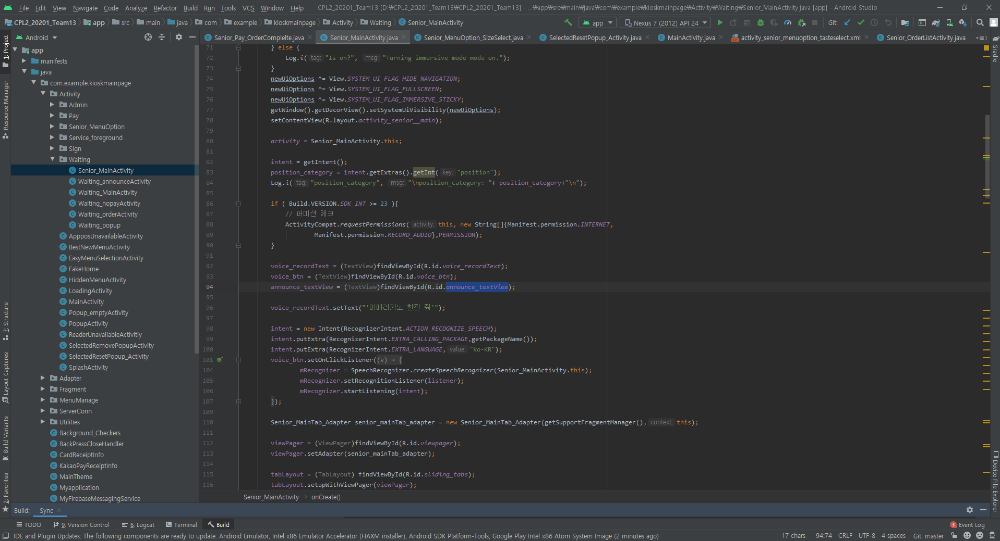 File Edit View Navigate Code Analyze Refactor Build Run Tools VCS Window Help CPL2_20201_Team13 [D:₩CPL2_20201_Team13₩CPL2_20201_Team13] - ...₩app₩src₩main₩java₩com₩example₩kioskmainpage₩Activity₩Waiting₩Senior_MainActivity.java [app] - Android Studio
CPL2_20201_Team13 app src main java com example kioskmainpage Activity Waiting Senior_MainActivity app Nexus 7 (2012) API 24 Git:
Android Senior_Pay_OrderComplelte.java Senior_MainActivity.java Senior_MenuOption_SizeSelect.java SelectedResetPopup_Activity.java MainActivity.java activity_senior_menuoption_tasteselect.xml Senior_OrderListActivity.java
1: Project
Resource Manager
7: Structure
Layout Captures
Build Variants
2: Favorites
app
manifests
java
com.example.kioskmainpage
Activity
Admin
Pay
Senior_MenuOption
Service_foreground
Sign
Waiting
Senior_MainActivity
Waiting_announceActivity
Waiting_MainActivity
Waiting_nopayActivity
Waiting_orderActivity
Waiting_popup
AppposUnavailableActivity
BestNewMenuActivity
EasyMenuSelectionActivity
FakeHome
HiddenMenuActivity
LoadingActivity
MainActivity
Popup_emptyActivity
PopupActivity
ReaderUnavailableActivitiy
SelectedRemovePopupActivity
SelectedResetPopup_Activity
SplashActivity
Adapter
Fragment
MenuManage
ServerConn
Utilities
Background_Checkers
BackPressCloseHandler
CardReceiptInfo
KakaoPayReceiptInfo
MainTheme
Myapplication
MyFirebaseMessagingService
71 } else {
72 Log.i( tag: "Is on?", msg: "Turning immersive mode mode on.");
73 }
74 newUiOptions ^= View.SYSTEM_UI_FLAG_HIDE_NAVIGATION;
75 newUiOptions ^= View.SYSTEM_UI_FLAG_FULLSCREEN;
76 newUiOptions ^= View.SYSTEM_UI_FLAG_IMMERSIVE_STICKY;
77 getWindow().getDecorView().setSystemUiVisibility(newUiOptions);
78 setContentView(R.layout.activity_senior__main);
79
80 activity = Senior_MainActivity.this;
81
82 intent = getIntent();
83 position_category = intent.getExtras().getInt( key: "position");
84 Log.i( tag: "position_category", msg: "\nposition_category: "+ position_category+"\n");
85
86 if ( Build.VERSION.SDK_INT >= 23 ){
87 // 퍼미션 체크
88 ActivityCompat.requestPermissions( activity: this, new String[]{Manifest.permission.INTERNET,
89 Manifest.permission.RECORD_AUDIO},PERMISSION);
90 }
91
92 voice_recordText = (TextView)findViewById(R.id.voice_recordText);
93 voice_btn = (TextView)findViewById(R.id.voice_btn);
94 announce_textView = (TextView)findViewById(R.id.announce_textView);
95
96 voice_recordText.setText("'아메리카노 한잔 줘'");
97
98 intent = new Intent(RecognizerIntent.ACTION_RECOGNIZE_SPEECH);
99 intent.putExtra(RecognizerIntent.EXTRA_CALLING_PACKAGE,getPackageName());
100 intent.putExtra(RecognizerIntent.EXTRA_LANGUAGE, value: "ko-KR");
101 voice_btn.setOnClickListener((v) → {
104 mRecognizer = SpeechRecognizer.createSpeechRecognizer(Senior_MainActivity.this);
105 mRecognizer.setRecognitionListener(listener);
106 mRecognizer.startListening(intent);
107 });
109
110 Senior_MainTab_Adapter senior_mainTab_adapter = new Senior_MainTab_Adapter(getSupportFragmentManager(), context: this);
111
112 viewPager = (ViewPager)findViewById(R.id.viewpager);
113 viewPager.setAdapter(senior_mainTab_adapter);
114
115 tabLayout = (TabLayout) findViewById(R.id.sliding_tabs);
116 tabLayout.setupWithViewPager(viewPager);
Gradle
Device File Explorer
Senior_MainActivity onCreate()
Build: Sync
TODO 9: Version Control 6: Logcat Terminal Build 3 Event Log
IDE and Plugin Updates: The following components are ready to update: Android Emulator, Intel x86 Emulator Accelerator (HAXM installer), Android SDK Platform-Tools, Google Play Intel x86 Atom System Image (2 minutes ago) 17 chars 94:74 CRLF UTF-8 4 spaces Git: master